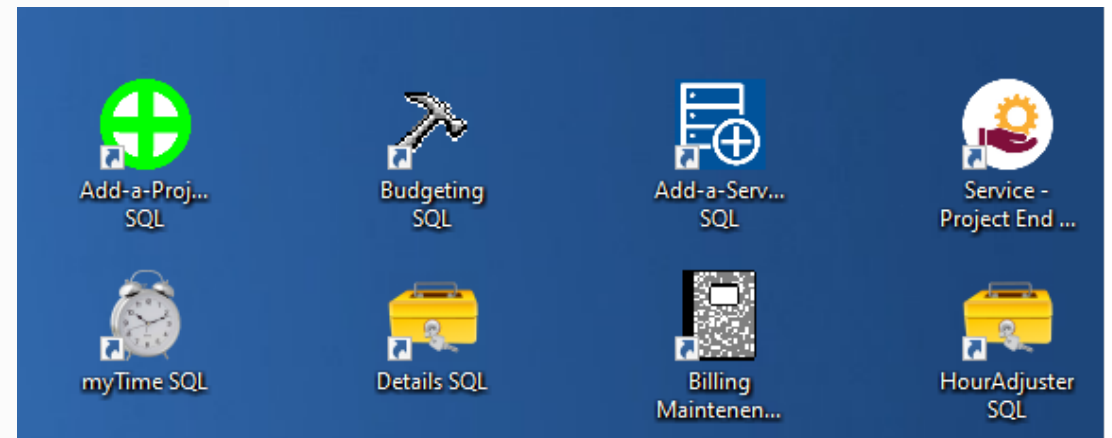 Add-a-Proj...
SQL
Budgeting
SQL
Add-a-Serv...
SQL
Service -
Project End ...
myTime SQL
Details SQL
Billing
Maintenen...
HourAdjuster
SQL